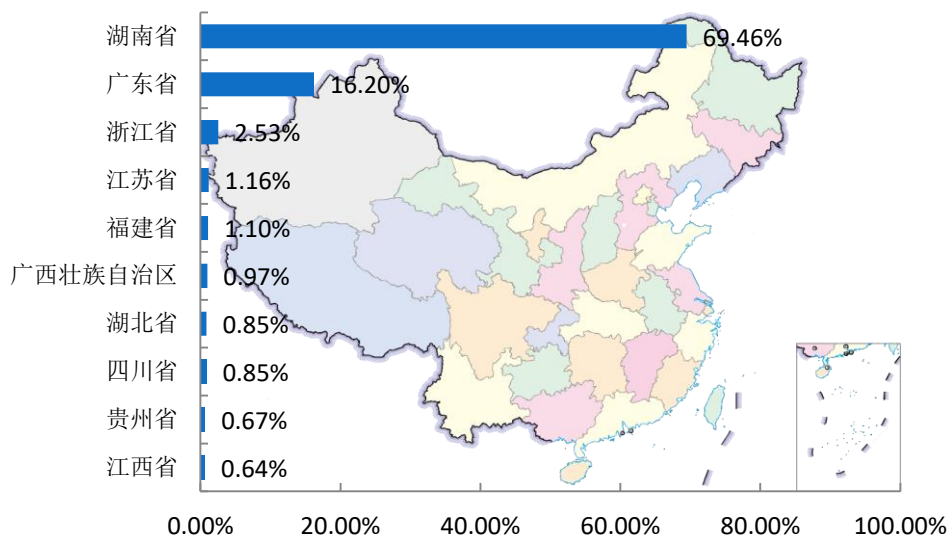 湖南省 69.46%
广东省 16.20%
浙江省 2.53%
江苏省 1.16%
福建省 1.10%
广西壮族自治区 0.97%
湖北省 0.85%
四川省 0.85%
贵州省 0.67%
江西省 0.64%
0.00% 20.00% 40.00% 60.00% 80.00% 100.00%